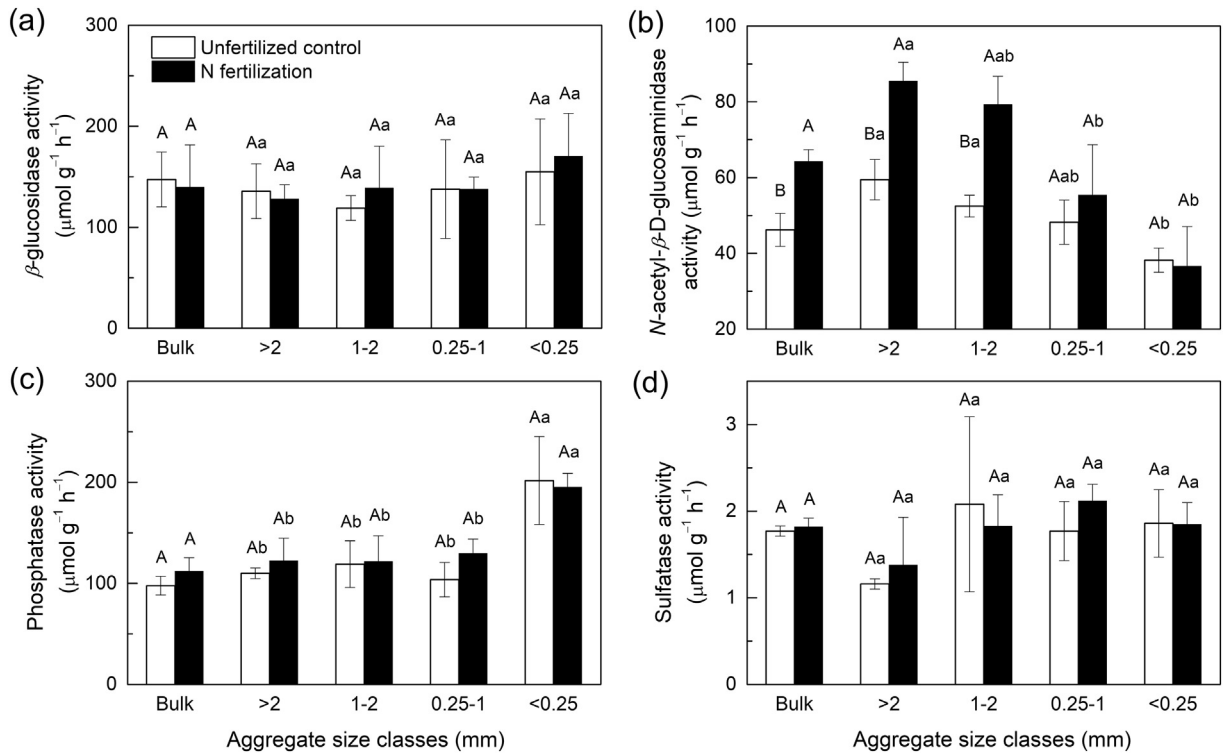 (a)
β-glucosidase activity
(μmol g⁻¹ h⁻¹)
300
200
100
0
Unfertilized control
N fertilization
A A Aa Aa Aa Aa Aa Aa Aa Aa
Bulk >2 1-2 0.25-1 <0.25
(b)
N-acetyl-β-D-glucosaminidase
activity (μmol g⁻¹ h⁻¹)
100
80
60
40
20
B A Ba Aa Ba Aab Aab Ab Ab Ab
Bulk >2 1-2 0.25-1 <0.25
(c)
Phosphatase activity
(μmol g⁻¹ h⁻¹)
300
200
100
0
A A Ab Ab Ab Ab Ab Ab Aa Aa
Bulk >2 1-2 0.25-1 <0.25
Aggregate size classes (mm)
(d)
Sulfatase activity
(μmol g⁻¹ h⁻¹)
3
2
1
0
A A Aa Aa Aa Aa Aa Aa Aa Aa
Bulk >2 1-2 0.25-1 <0.25
Aggregate size classes (mm)